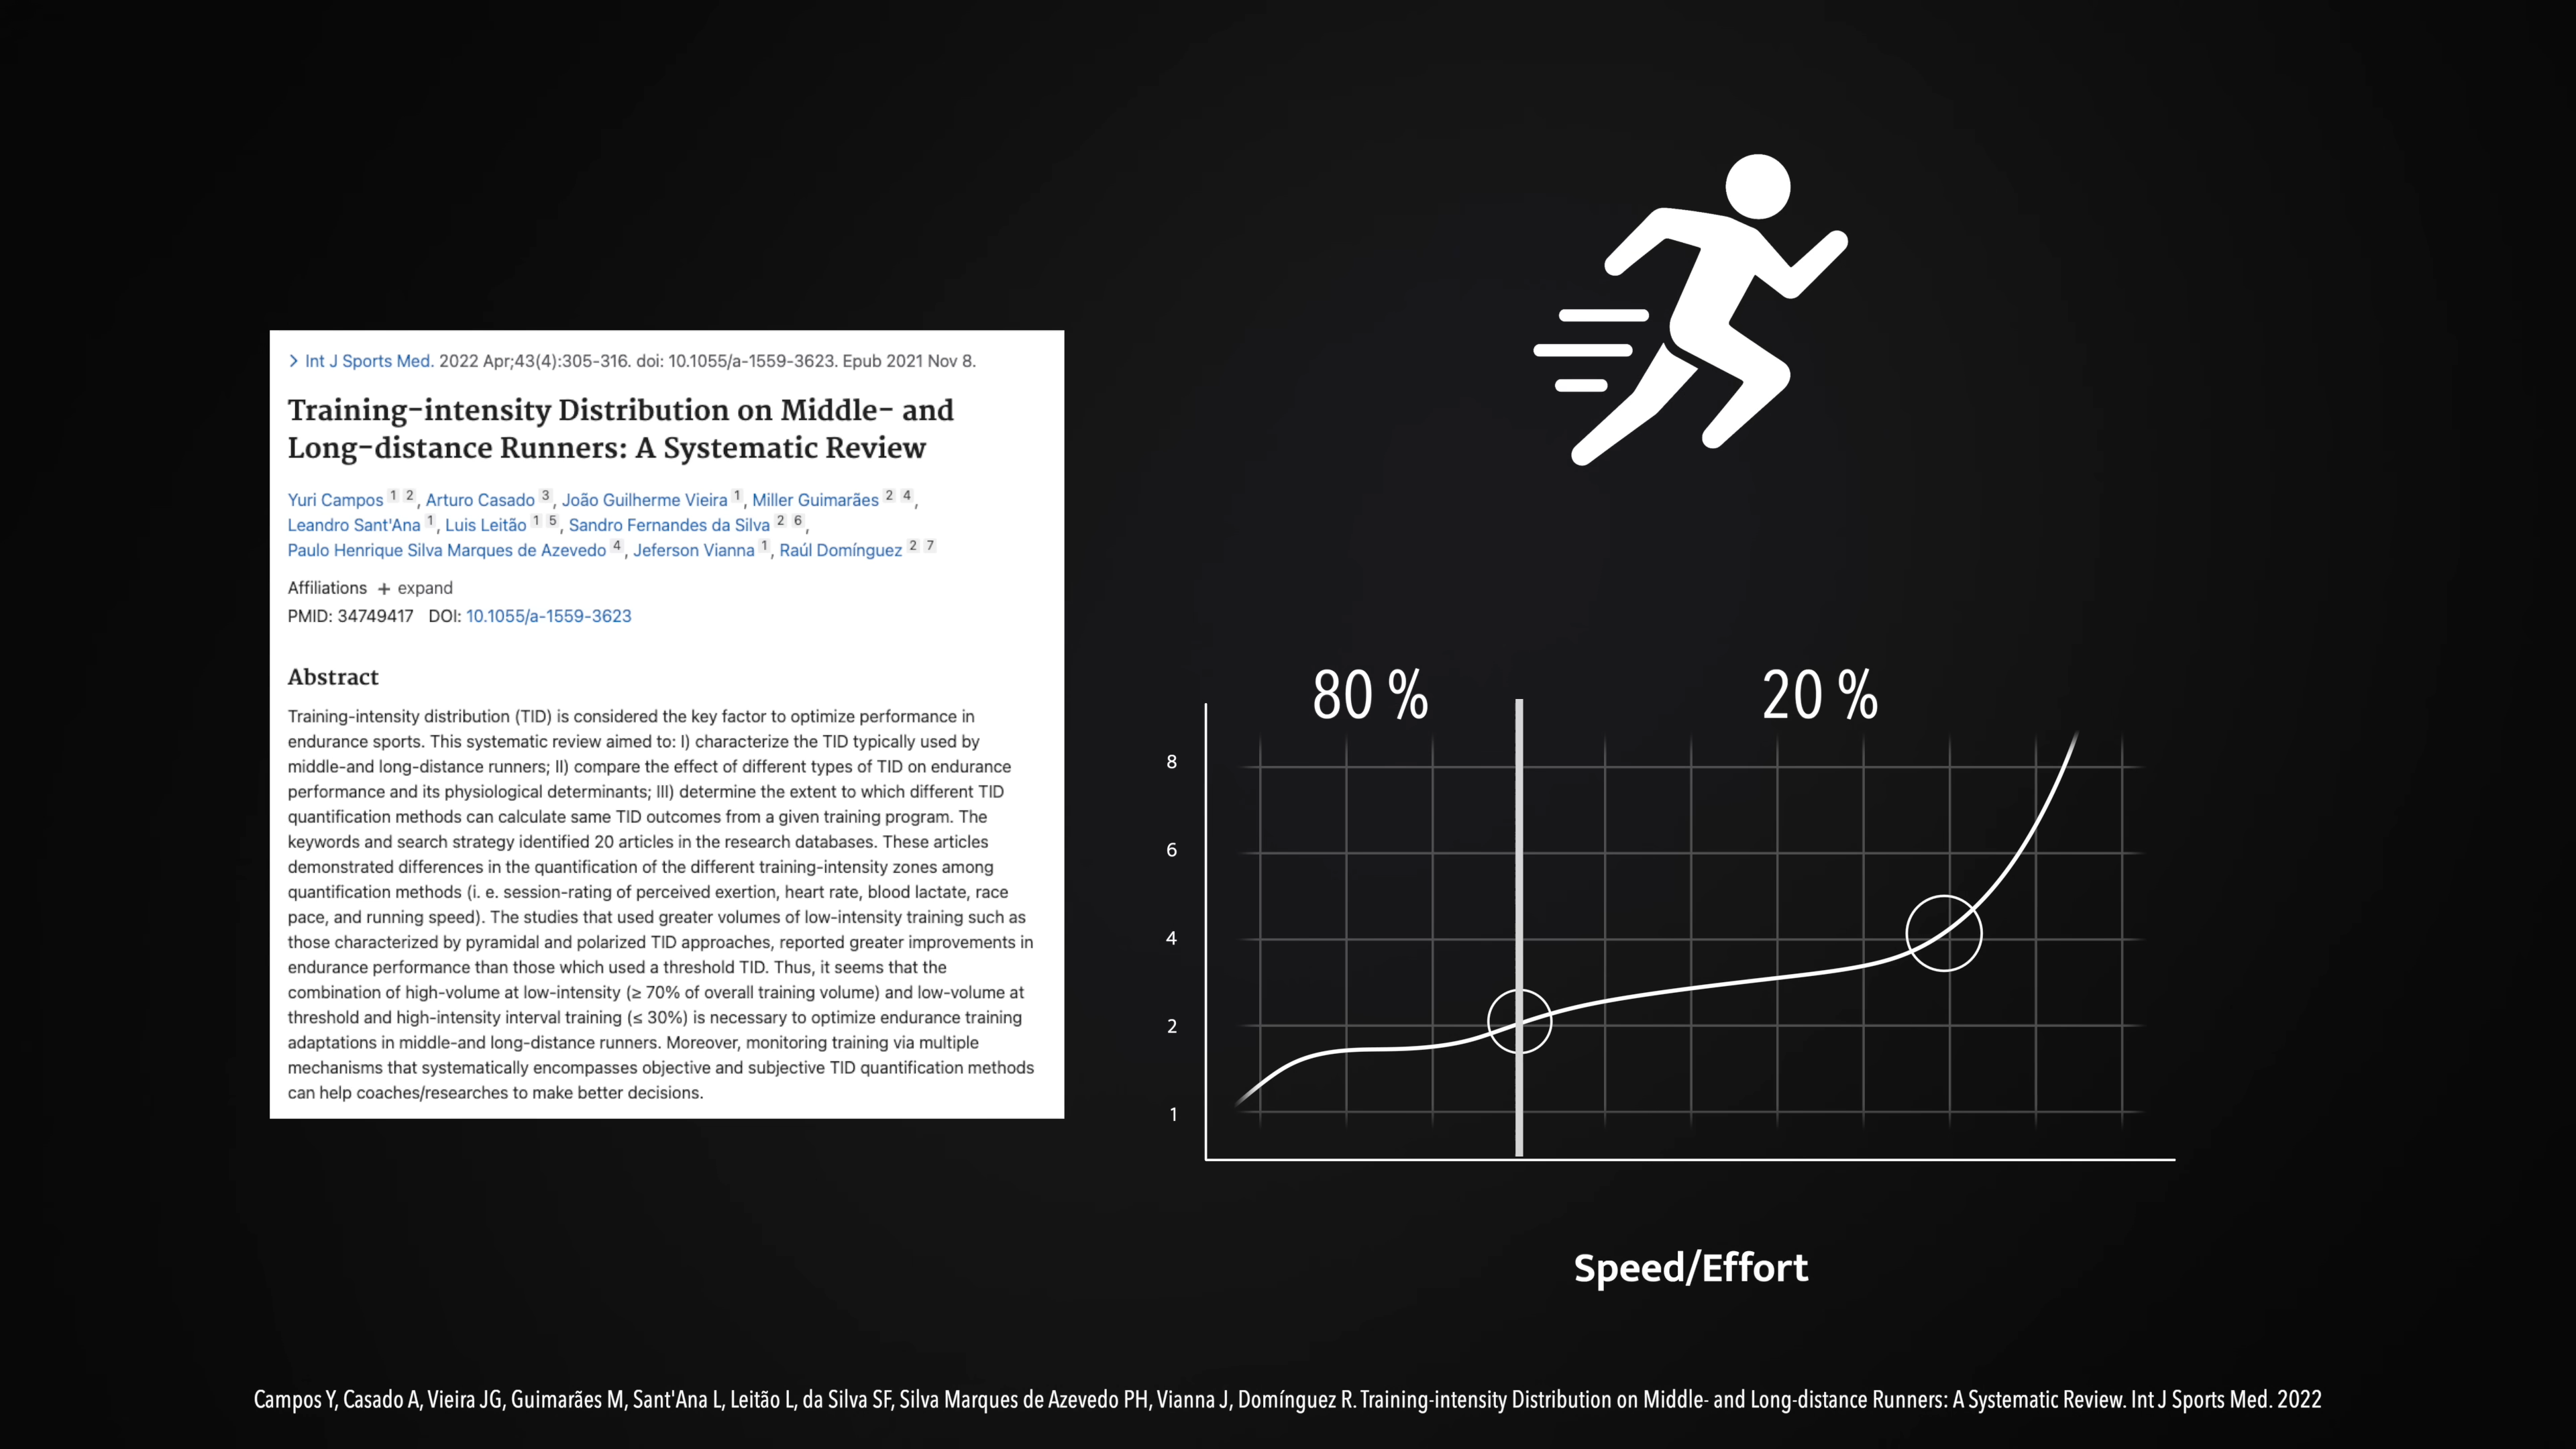 > Int J Sports Med. 2022 Apr;43(4):305-316. doi: 10.1055/a-1559-3623. Epub 2021 Nov 8.
Training-intensity Distribution on Middle- and
Long-distance Runners: A Systematic Review
Yuri Campos 1 2, Arturo Casado 3, João Guilherme Vieira 1, Miller Guimarães 2 4,
Leandro Sant'Ana 1, Luis Leitão 1 5, Sandro Fernandes da Silva 2 6,
Paulo Henrique Silva Marques de Azevedo 4, Jeferson Vianna 1, Raúl Domínguez 2 7
Affiliations + expand
PMID: 34749417 DOI: 10.1055/a-1559-3623
Abstract
Training-intensity distribution (TID) is considered the key factor to optimize performance in
endurance sports. This systematic review aimed to: I) characterize the TID typically used by
middle-and long-distance runners; II) compare the effect of different types of TID on endurance
performance and its physiological determinants; III) determine the extent to which different TID
quantification methods can calculate same TID outcomes from a given training program. The
keywords and search strategy identified 20 articles in the research databases. These articles
demonstrated differences in the quantification of the different training-intensity zones among
quantification methods (i. e. session-rating of perceived exertion, heart rate, blood lactate, race
pace, and running speed). The studies that used greater volumes of low-intensity training such as
those characterized by pyramidal and polarized TID approaches, reported greater improvements in
endurance performance than those which used a threshold TID. Thus, it seems that the
combination of high-volume at low-intensity (≥ 70% of overall training volume) and low-volume at
threshold and high-intensity interval training (≤ 30%) is necessary to optimize endurance training
adaptations in middle-and long-distance runners. Moreover, monitoring training via multiple
mechanisms that systematically encompasses objective and subjective TID quantification methods
can help coaches/researches to make better decisions.
80 %
20 %
8
6
4
2
1
Speed/Effort
Campos Y, Casado A, Vieira JG, Guimarães M, Sant'Ana L, Leitão L, da Silva SF, Silva Marques de Azevedo PH, Vianna J, Domínguez R. Training-intensity Distribution on Middle- and Long-distance Runners: A Systematic Review. Int J Sports Med. 2022